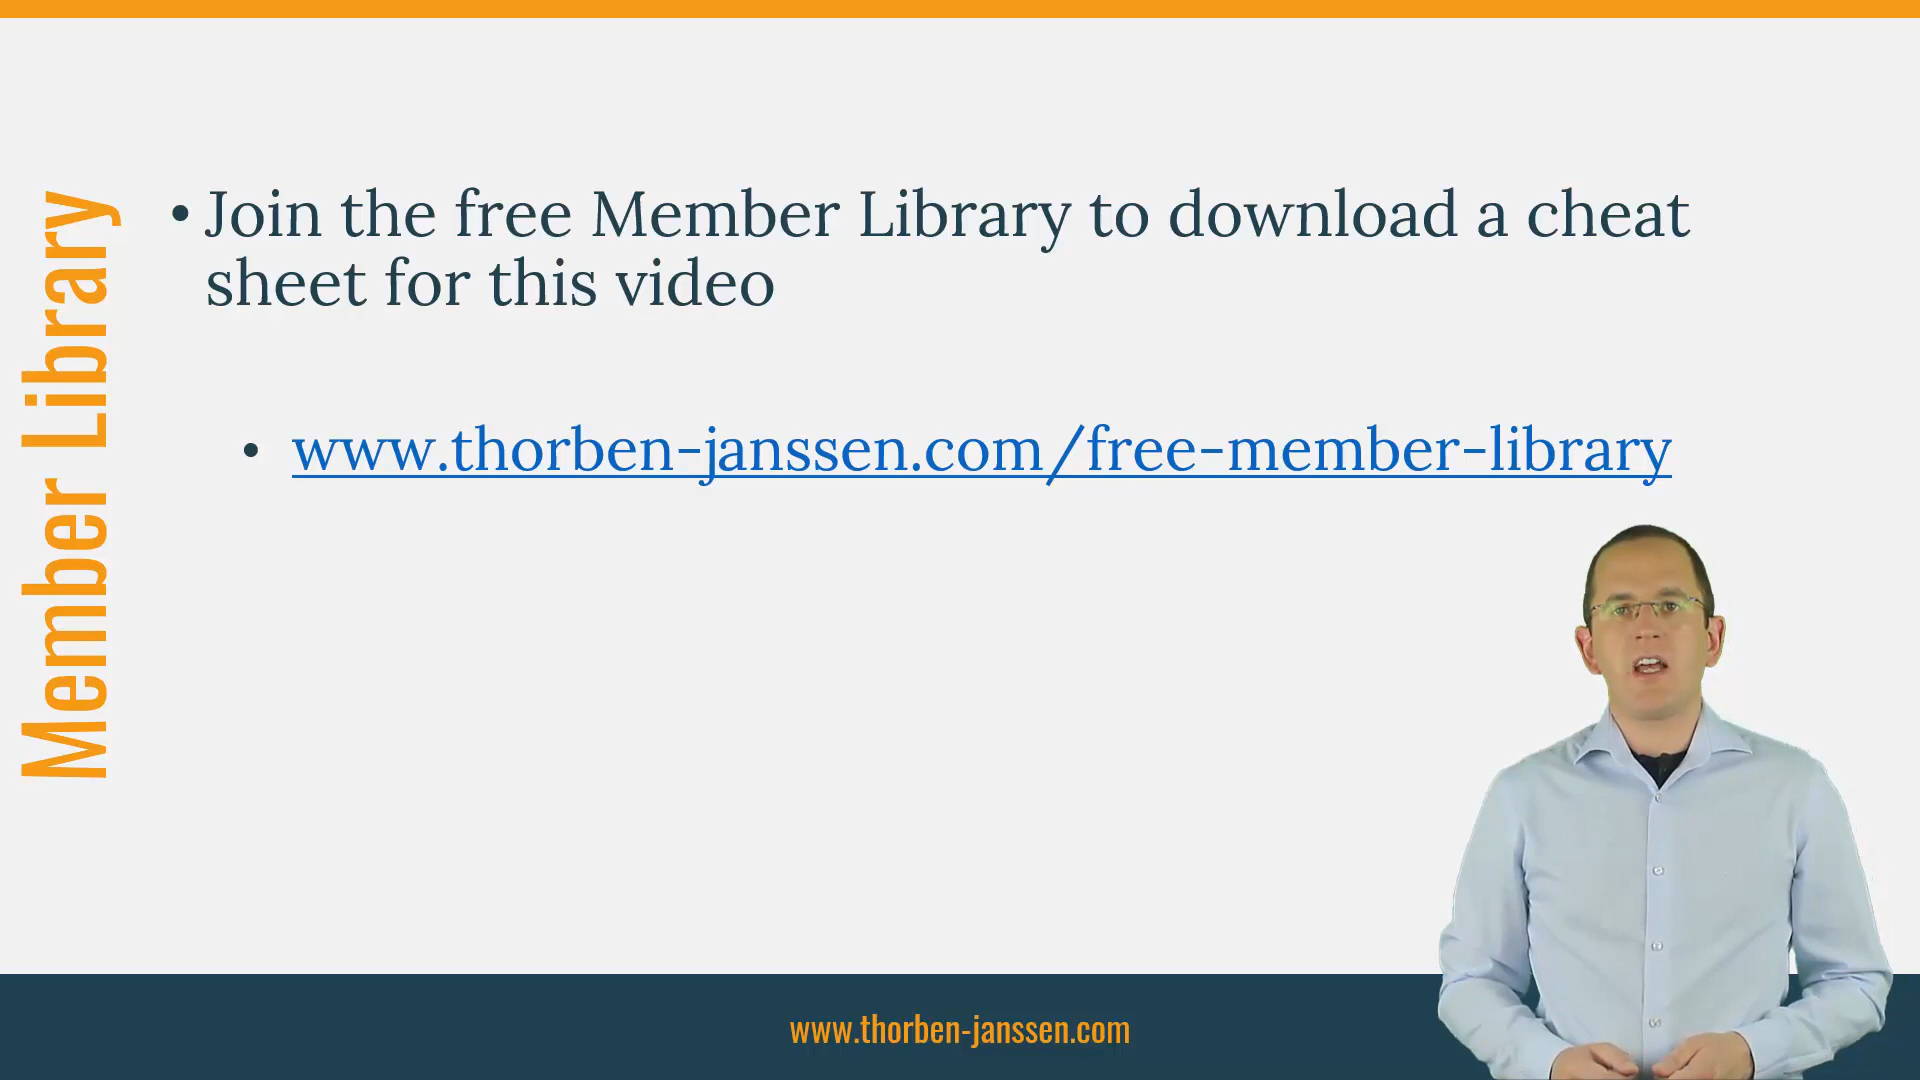 Member Library
• Join the free Member Library to download a cheat
sheet for this video
• www.thorben-janssen.com/free-member-library
www.thorben-janssen.com